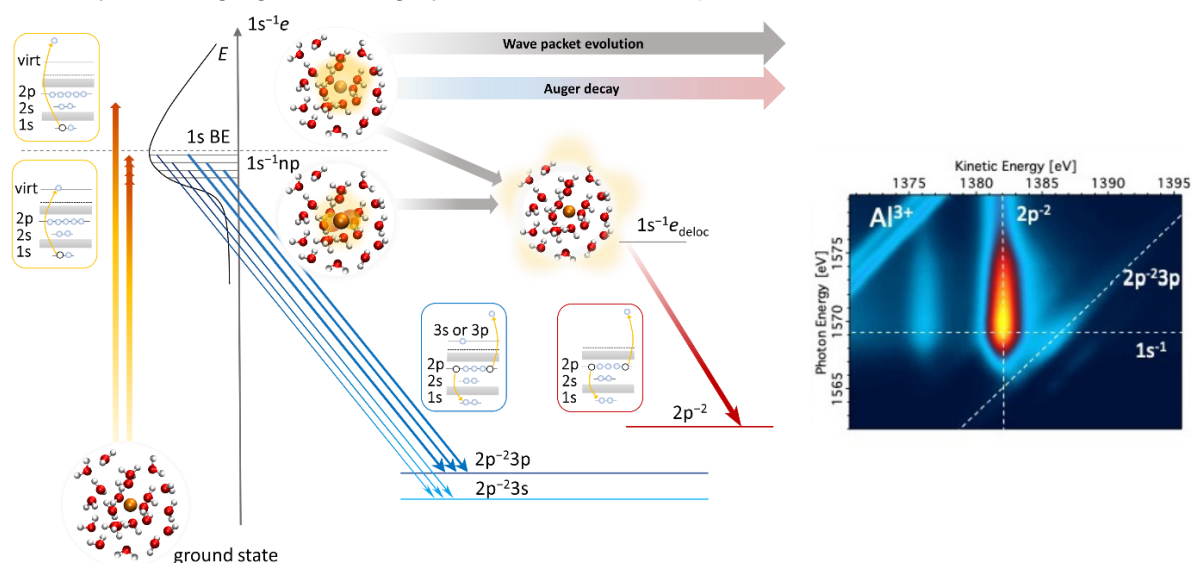 1s⁻¹e
E
virt
2p
2s
1s
Wave packet evolution
Auger decay
1s BE
1s⁻¹np
virt
2p
2s
1s
1s⁻¹e_deloc
3s or 3p
2p
2s
1s
2p
2s
1s
2p⁻²
2p⁻²3p
2p⁻²3s
ground state
Kinetic Energy [eV]
1375 1380 1385 1390 1395
Al³⁺
2p⁻²
2p⁻²3p
1s⁻¹
Photon Energy [eV]
1575
1570
1565